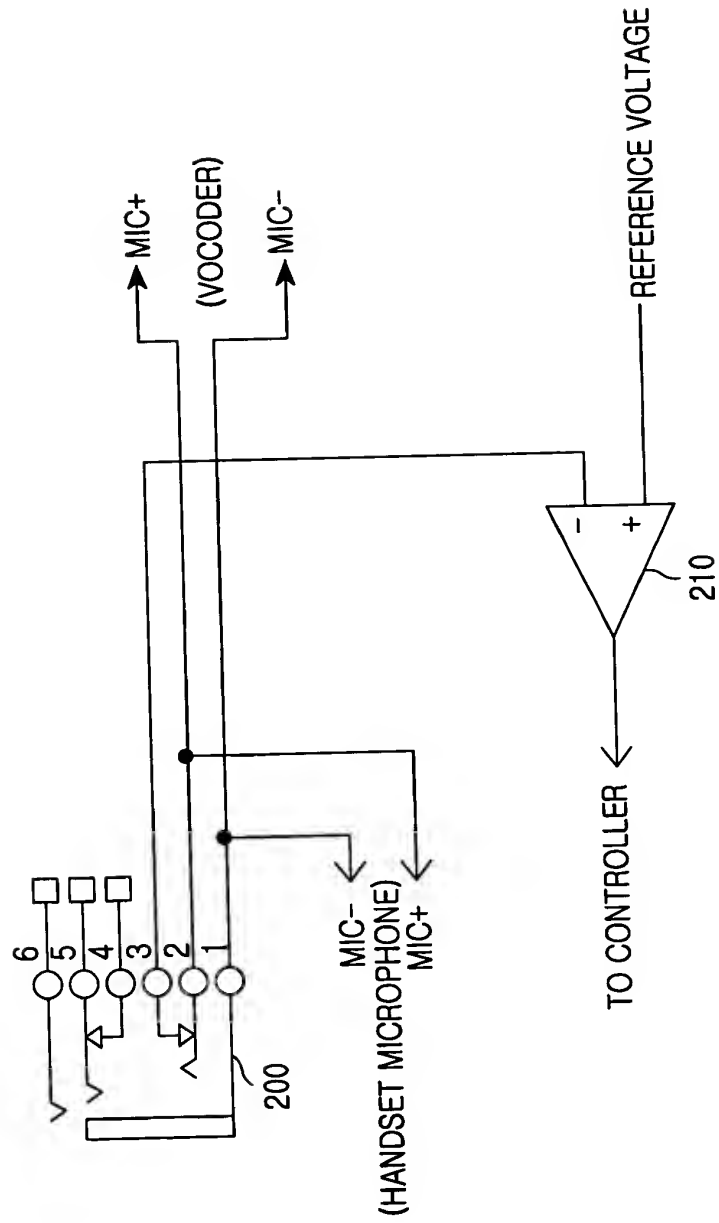 6
5
4
3
2
1
200
MIC+
(VOCODER)
MIC-
MIC-
(HANDSET MICROPHONE)
MIC+
-
+
210
REFERENCE VOLTAGE
TO CONTROLLER